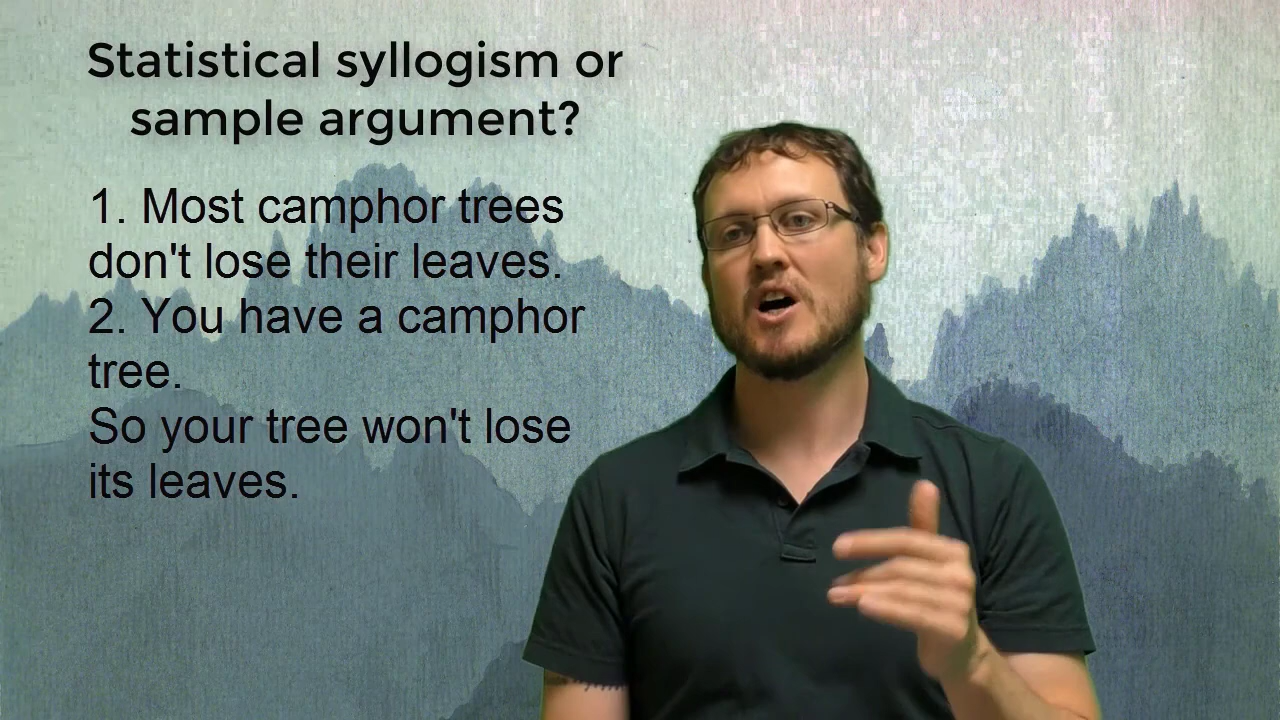 Statistical syllogism or
sample argument?
1. Most camphor trees
don't lose their leaves.
2. You have a camphor
tree.
So your tree won't lose
its leaves.